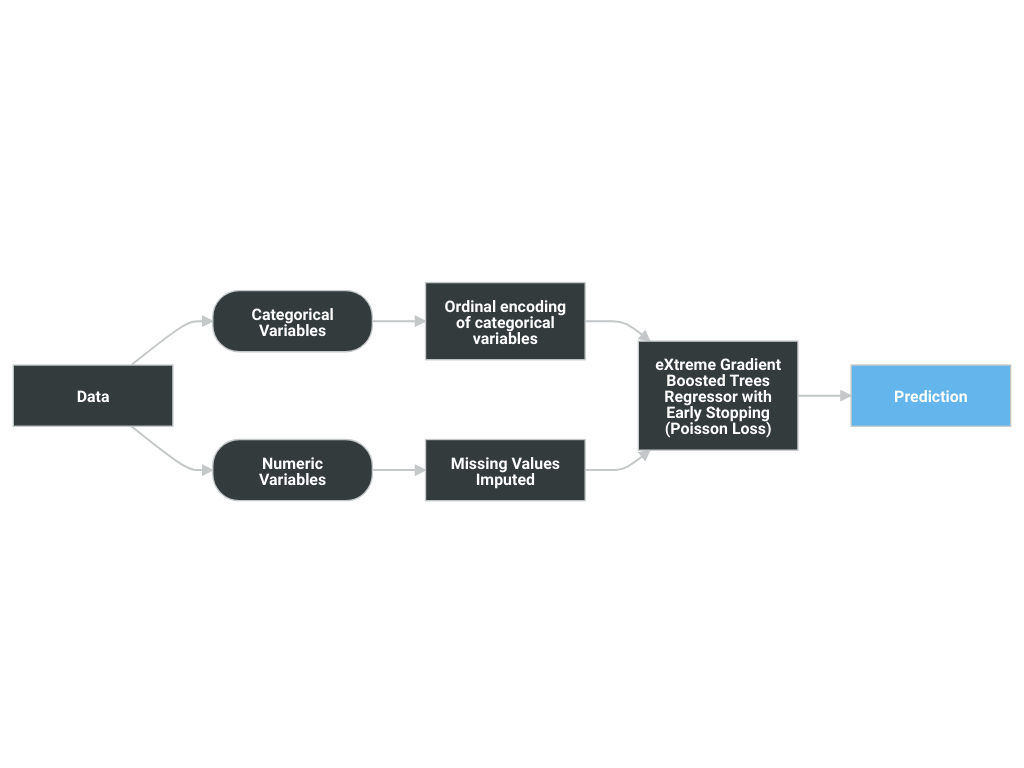 Data
Categorical
Variables
Ordinal encoding
of categorical
variables
Numeric
Variables
Missing Values
Imputed
eXtreme Gradient
Boosted Trees
Regressor with
Early Stopping
(Poisson Loss)
Prediction